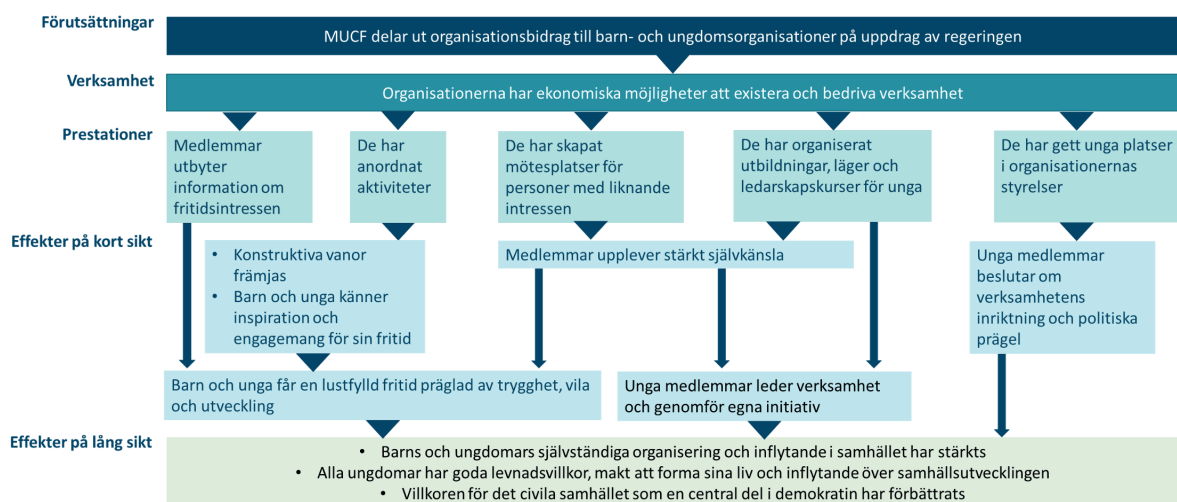 Förutsättningar
MUCF delar ut organisationsbidrag till barn- och ungdomsorganisationer på uppdrag av regeringen
Verksamhet
Organisationerna har ekonomiska möjligheter att existera och bedriva verksamhet
Prestationer
Medlemmar
utbyter
information om
fritidsintressen
De har
anordnat
aktiviteter
De har skapat
mötesplatser för
personer med liknande
intressen
De har organiserat
utbildningar, läger och
ledarskapskurser för unga
De har gett unga platser
i organisationernas
styrelser
Effekter på kort sikt
• Konstruktiva vanor
främjas
• Barn och unga känner
inspiration och
engagemang för sin fritid
Medlemmar upplever stärkt självkänsla
Unga medlemmar
beslutar om
verksamhetens
inriktning och politiska
prägel
Barn och unga får en lustfylld fritid präglad av trygghet, vila
och utveckling
Unga medlemmar leder verksamhet
och genomför egna initiativ
Effekter på lång sikt
• Barns och ungdomars självständiga organisering och inflytande i samhället har stärkts
• Alla ungdomar har goda levnadsvillkor, makt att forma sina liv och inflytande över samhällsutvecklingen
• Villkoren för det civila samhället som en central del i demokratin har förbättrats